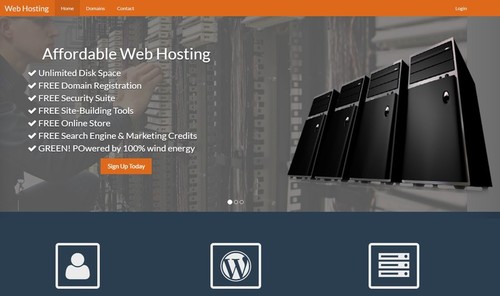 Web Hosting Home Domains Contact Login
Affordable Web Hosting
Unlimited Disk Space
FREE Domain Registration
FREE Security Suite
FREE Site-Building Tools
FREE Online Store
FREE Search Engine & Marketing Credits
GREEN! POwered by 100% wind energy
Sign Up Today